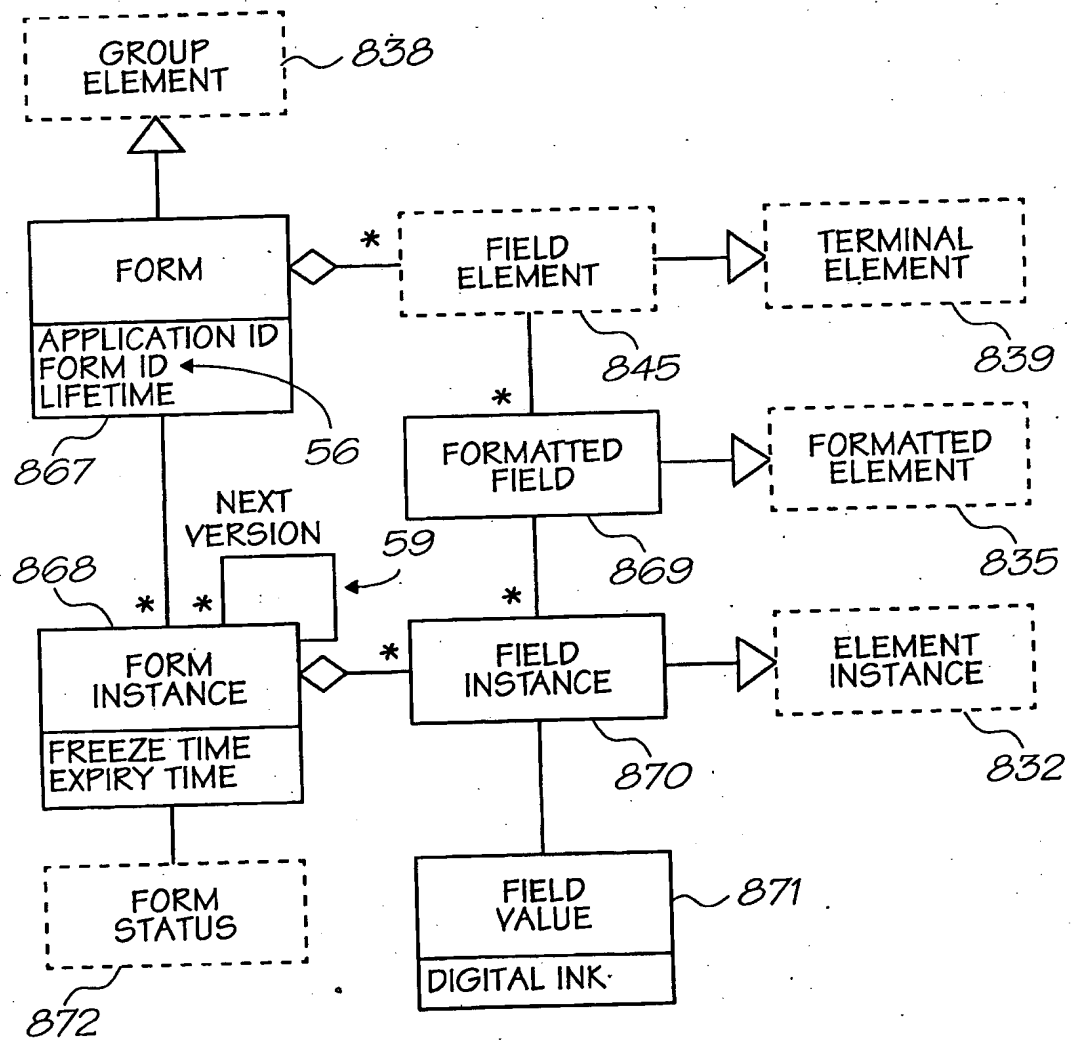 GROUP
ELEMENT
838
FORM
APPLICATION ID
FORM ID
LIFETIME
867
56
*
FIELD
ELEMENT
845
TERMINAL
ELEMENT
839
*
FORMATTED
FIELD
869
FORMATTED
ELEMENT
835
NEXT
VERSION
59
868
*
*
FORM
INSTANCE
FREEZE TIME
EXPIRY TIME
*
*
FIELD
INSTANCE
870
ELEMENT
INSTANCE
832
FORM
STATUS
872
FIELD
VALUE
DIGITAL INK
871